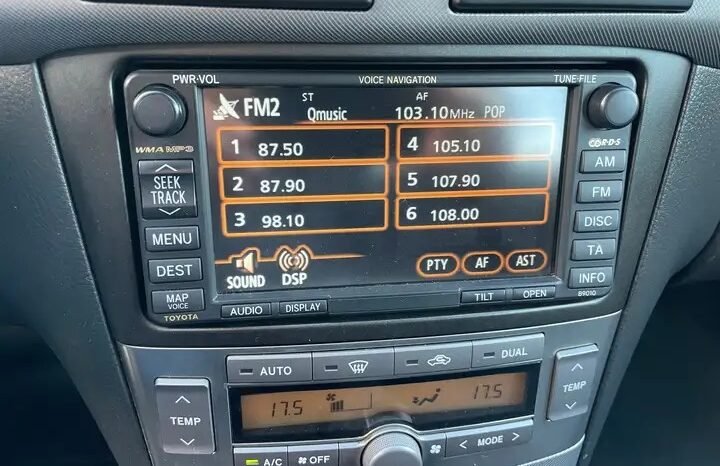 PWR·VOL VOICE NAVIGATION TUNE·FILE
ST AF
FM2 Qmusic 103.10MHz POP
WMA MP3 R·D·S
1 87.50 4 105.10 AM
SEEK TRACK
2 87.90 5 107.90 FM
3 98.10 6 108.00 DISC
MENU TA
DEST SOUND DSP PTY AF AST INFO
MAP VOICE
TOYOTA AUDIO DISPLAY TILT OPEN B9010
AUTO DUAL
TEMP 17.5 17.5 TEMP
A/C OFF < MODE >